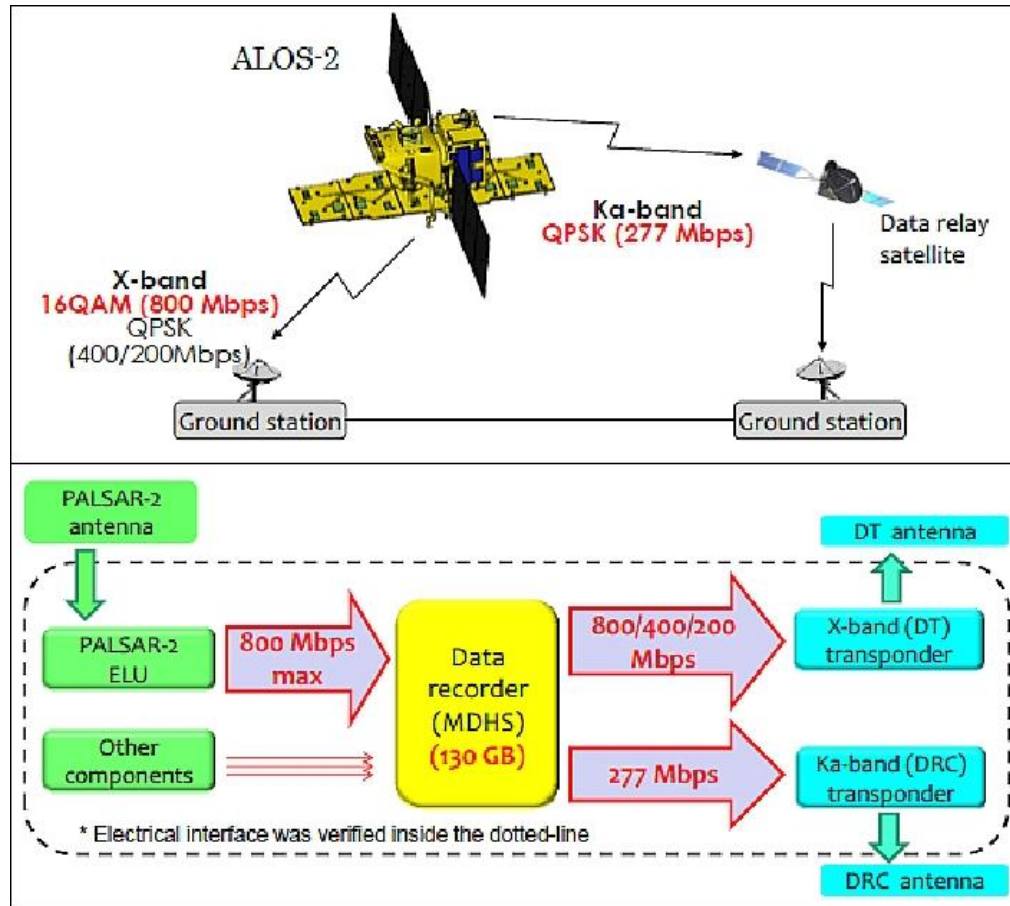 ALOS-2
Ka-band
QPSK (277 Mbps)
Data relay
satellite
X-band
16QAM (800 Mbps)
QPSK
(400/200Mbps)
Ground station
Ground station
PALSAR-2
antenna
DT antenna
PALSAR-2
ELU
800 Mbps
max
Data
recorder
(MDHS)
(130 GB)
800/400/200
Mbps
X-band (DT)
transponder
Other
components
277 Mbps
Ka-band (DRC)
transponder
* Electrical interface was verified inside the dotted-line
DRC antenna